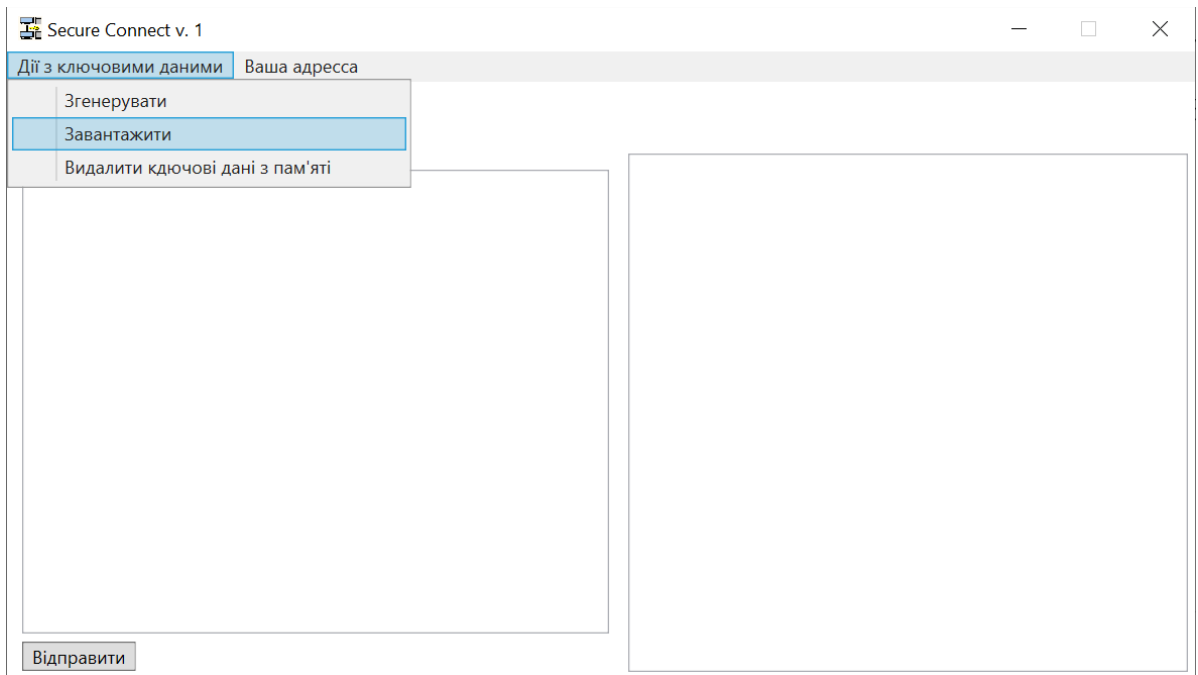 Secure Connect v. 1
Дії з ключовими даними Ваша адресса
Згенерувати
Завантажити
Видалити кдючові дані з пам'яті
Відправити